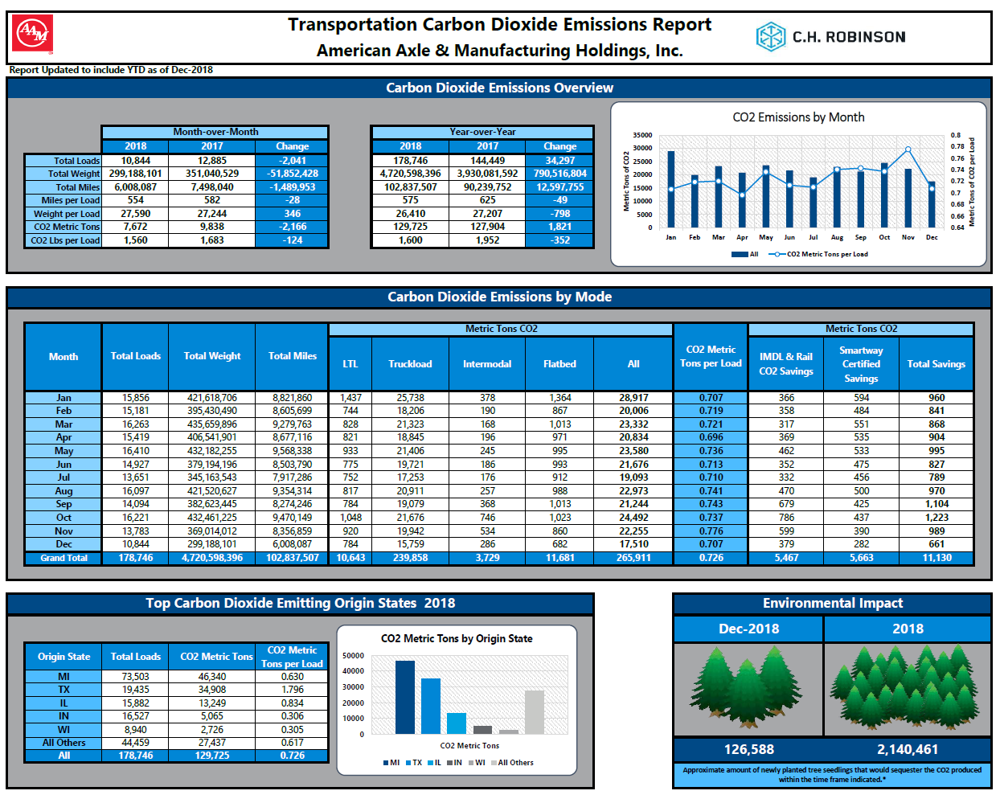 AAM
Transportation Carbon Dioxide Emissions Report
American Axle & Manufacturing Holdings, Inc.
C.H. ROBINSON
Report Updated to include YTD as of Dec-2018
Carbon Dioxide Emissions Overview
Month-over-Month
2018 2017 Change
Total Loads 10,844 12,885 -2,041
Total Weight 299,188,101 351,040,529 -51,852,428
Total Miles 6,008,087 7,498,040 -1,489,953
Miles per Load 554 582 -28
Weight per Load 27,590 27,244 346
CO2 Metric Tons 7,672 9,838 -2,166
CO2 Lbs per Load 1,560 1,683 -124
Year-over-Year
2018 2017 Change
178,746 144,449 34,297
4,720,598,396 3,930,081,592 790,516,804
102,837,507 90,239,752 12,597,755
575 625 -49
26,410 27,207 -798
129,725 127,904 1,821
1,600 1,952 -352
CO2 Emissions by Month
Metric Tons of CO2
35000
30000
25000
20000
15000
10000
5000
0
0.8
0.78
0.76
0.74
0.72
0.7
0.68
0.66
0.64
Metric Tons of CO2 per Load
Jan Feb Mar Apr May Jun Jul Aug Sep Oct Nov Dec
All CO2 Metric Tons per Load
Carbon Dioxide Emissions by Mode
Metric Tons CO2 Metric Tons CO2
Month Total Loads Total Weight Total Miles LTL Truckload Intermodal Flatbed All CO2 Metric Tons per Load IMDL & Rail CO2 Savings Smartway Certified Savings Total Savings
Jan 15,856 421,618,706 8,821,860 1,437 25,738 378 1,364 28,917 0.707 366 594 960
Feb 15,181 395,430,490 8,605,699 744 18,206 190 867 20,006 0.719 358 484 841
Mar 16,263 435,659,896 9,279,763 828 21,323 168 1,013 23,332 0.721 317 551 868
Apr 15,419 406,541,901 8,677,116 821 18,845 196 971 20,834 0.696 369 535 904
May 16,410 432,182,255 9,568,338 933 21,406 245 995 23,580 0.736 462 533 995
Jun 14,927 379,194,196 8,503,790 775 19,721 186 993 21,676 0.713 352 475 827
Jul 13,651 345,163,543 7,917,286 752 17,253 176 912 19,093 0.710 332 456 789
Aug 16,097 421,520,627 9,354,314 817 20,911 257 988 22,973 0.741 470 500 970
Sep 14,094 382,623,445 8,274,246 784 19,079 368 1,013 21,244 0.743 679 425 1,104
Oct 16,221 432,461,225 9,470,149 1,048 21,676 746 1,023 24,492 0.737 786 437 1,223
Nov 13,783 369,014,012 8,356,859 920 19,942 534 860 22,255 0.776 599 390 989
Dec 10,844 299,188,101 6,008,087 784 15,759 286 682 17,510 0.707 379 282 661
Grand Total 178,746 4,720,598,396 102,837,507 10,643 239,858 3,729 11,681 265,911 0.726 5,467 5,663 11,130
Top Carbon Dioxide Emitting Origin States 2018
Origin State Total Loads CO2 Metric Tons CO2 Metric Tons per Load
MI 73,503 46,340 0.630
TX 19,435 34,908 1.796
IL 15,882 13,249 0.834
IN 16,527 5,065 0.306
WI 8,940 2,726 0.305
All Others 44,459 27,437 0.617
All 178,746 129,725 0.726
CO2 Metric Tons by Origin State
50000
40000
30000
20000
10000
0
CO2 Metric Tons
MI TX IL IN WI All Others
Environmental Impact
Dec-2018 2018
126,588 2,140,461
Approximate amount of newly planted tree seedlings that would sequester the CO2 produced
within the time frame indicated.*